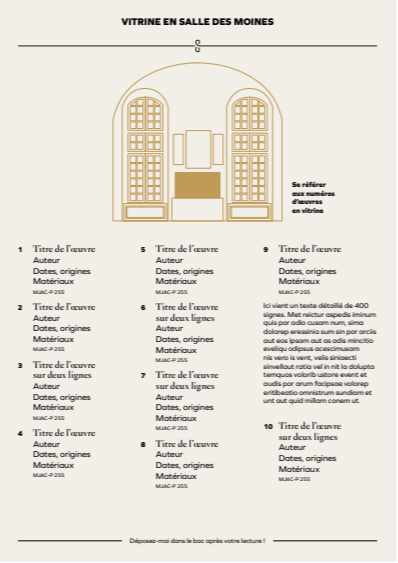 VITRINE EN SALLE DES MOINES
Se référer
aux numéros
d'œuvres
en vitrine
1 Titre de l'œuvre
Auteur
Dates, origines
Matériaux
MJAC-P 255
2 Titre de l'œuvre
Auteur
Dates, origines
Matériaux
MJAC-P 255
3 Titre de l'œuvre
sur deux lignes
Auteur
Dates, origines
Matériaux
MJAC-P 255
4 Titre de l'œuvre
Auteur
Dates, origines
Matériaux
MJAC-P 255
5 Titre de l'œuvre
Auteur
Dates, origines
Matériaux
MJAC-P 255
6 Titre de l'œuvre
sur deux lignes
Auteur
Dates, origines
Matériaux
MJAC-P 255
7 Titre de l'œuvre
sur deux lignes
Auteur
Dates, origines
Matériaux
MJAC-P 255
8 Titre de l'œuvre
Auteur
Dates, origines
Matériaux
MJAC-P 255
9 Titre de l'œuvre
Auteur
Dates, origines
Matériaux
MJAC-P 255
Ici vient un texte détaillé de 400
signes. Met reictur aspedis iminum
quis por adio cusam num, sima
dolorep eressinia sum sin por arciis
aut eos ipsam aut as adis mincitio
eveliqu odipsus acescimusam
nis vero is vent, velis siniaecti
sinvellaut ratia vel in nit la dolupta
temquos volorib ustore event et
audis por arum facipsae volorep
eritibeatio omnistrum sundiam et
unt aut quid millam conem ut.
10 Titre de l'œuvre
sur deux lignes
Auteur
Dates, origines
Matériaux
MJAC-P 255
Déposez-moi dans le bac après votre lecture !